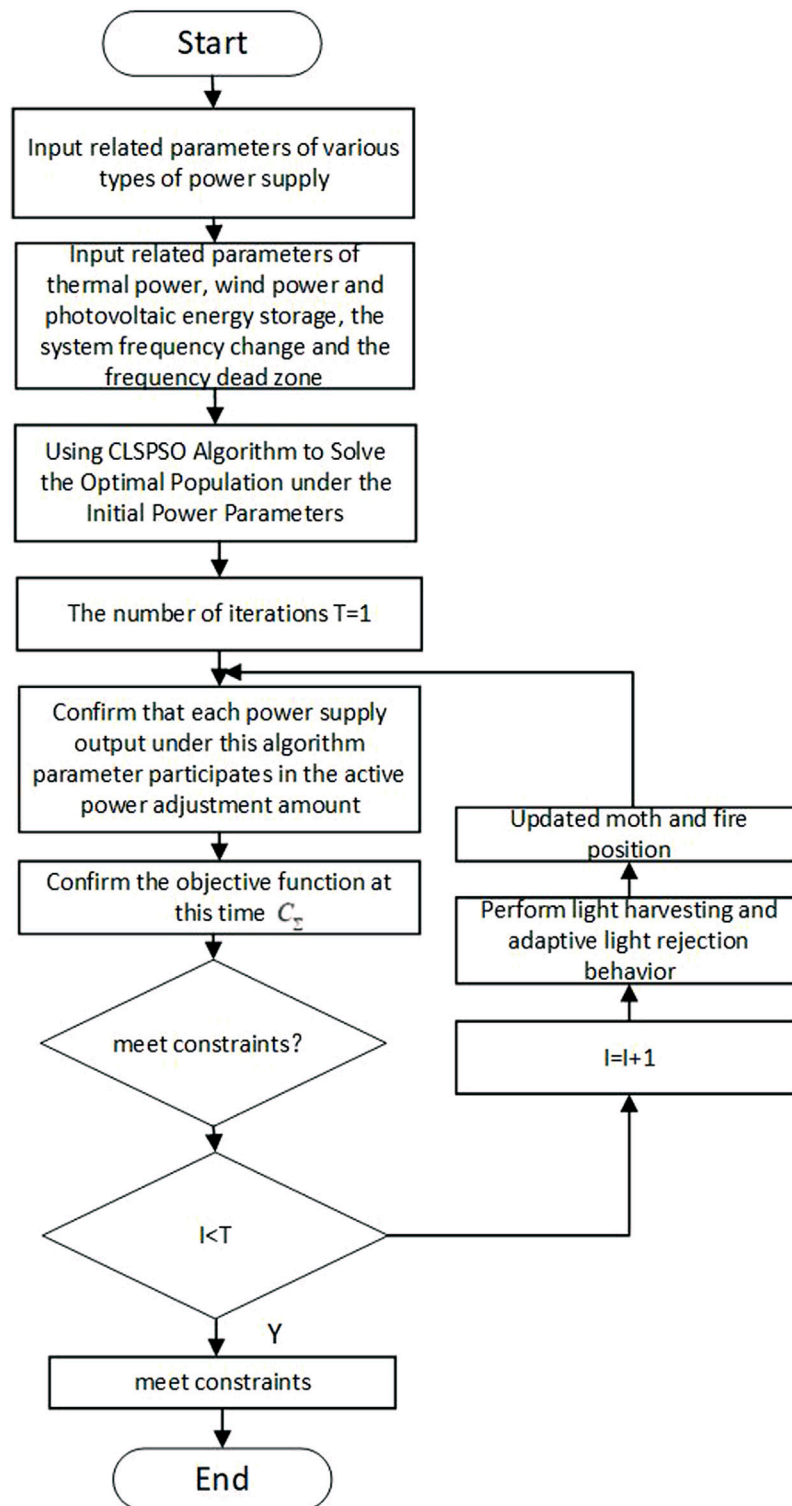 Start
Input related parameters of various
types of power supply
Input related parameters of
thermal power, wind power and
photovoltaic energy storage, the
system frequency change and the
frequency dead zone
Using CLSPSO Algorithm to Solve
the Optimal Population under the
Initial Power Parameters
The number of iterations T=1
Confirm that each power supply
output under this algorithm
parameter participates in the active
power adjustment amount
Confirm the objective function at
this time C_Σ
meet constraints?
I<T
Y
meet constraints
End
Updated moth and fire
position
Perform light harvesting and
adaptive light rejection
behavior
I=I+1